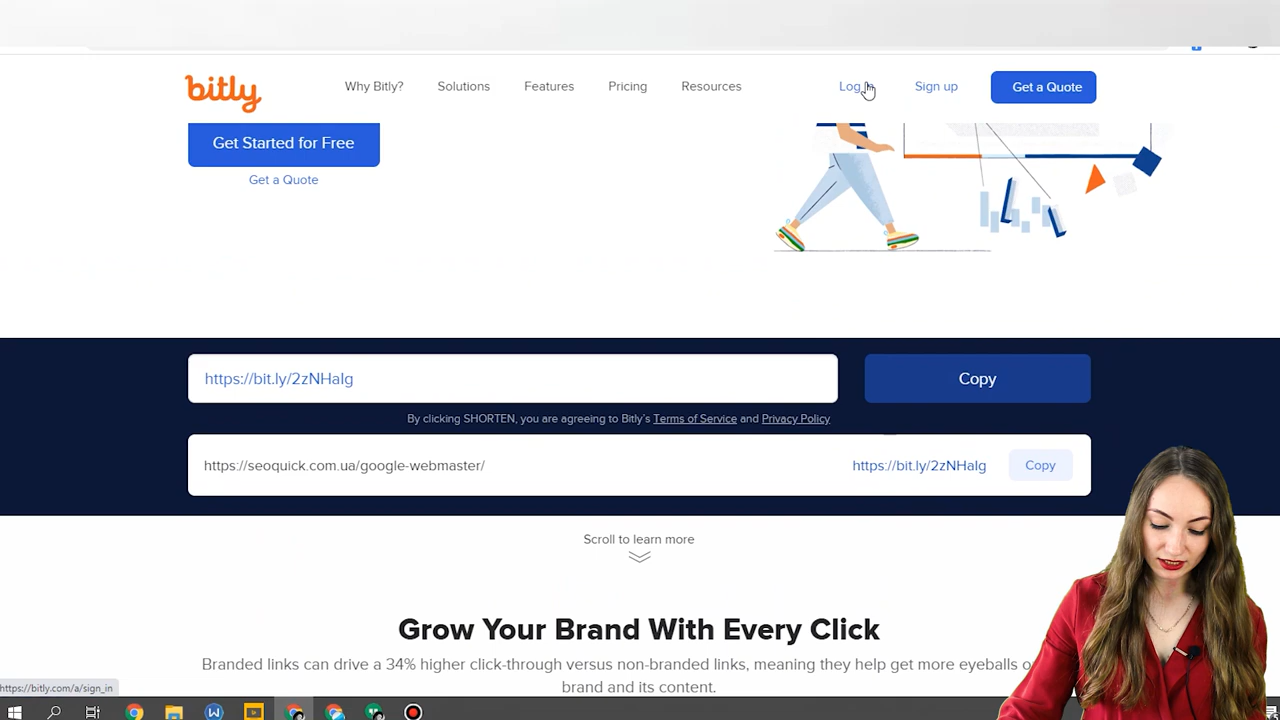 bitly
Why Bitly?
Solutions
Features
Pricing
Resources
Log
Sign up
Get a Quote
Get Started for Free
Get a Quote
https://bit.ly/2zNHaIg
Copy
By clicking SHORTEN, you are agreeing to Bitly’s Terms of Service and Privacy Policy
https://seoquick.com.ua/google-webmaster/
https://bit.ly/2zNHaIg
Copy
Scroll to learn more
Grow Your Brand With Every Click
Branded links can drive a 34% higher click-through versus non-branded links, meaning they help get more eyeballs
brand and its content.
https://bitly.com/a/sign_in